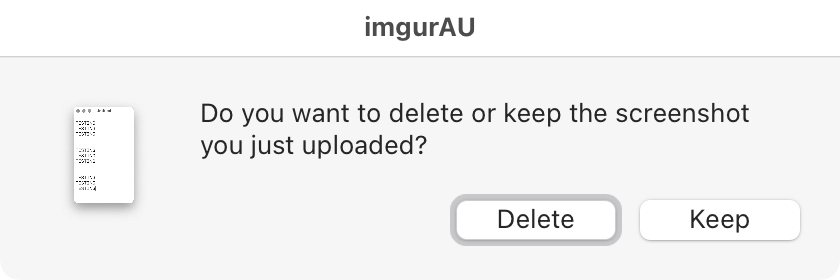 imgurAU
Do you want to delete or keep the screenshot
you just uploaded?
Delete
Keep